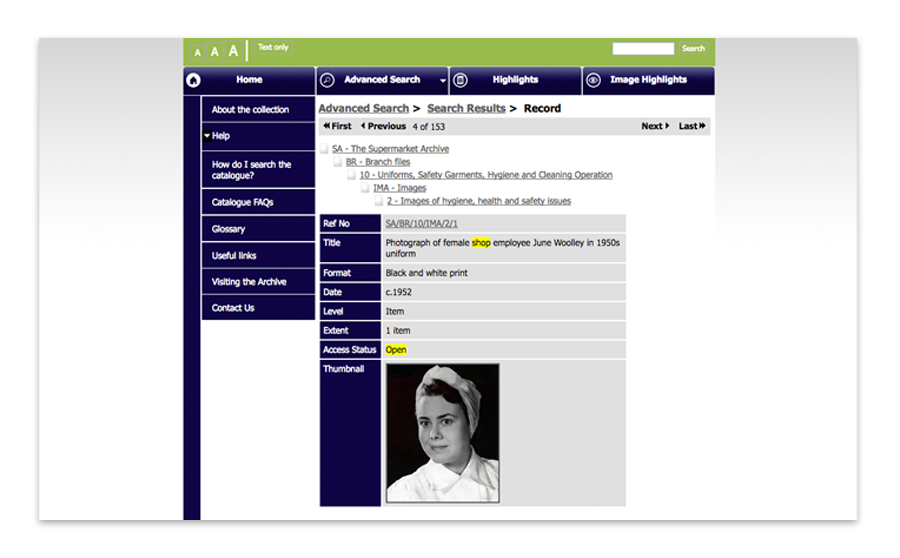 A A A Text only Search
Home Advanced Search Highlights Image Highlights
About the collection
Help
How do I search the
catalogue?
Catalogue FAQs
Glossary
Useful links
Visiting the Archive
Contact Us
Advanced Search > Search Results > Record
First Previous 4 of 153 Next Last
SA - The Supermarket Archive
BR - Branch files
10 - Uniforms, Safety Garments, Hygiene and Cleaning Operation
IMA - Images
2 - Images of hygiene, health and safety issues
Ref No SA/BR/10/IMA/2/1
Title Photograph of female shop employee June Woolley in 1950s
uniform
Format Black and white print
Date c.1952
Level Item
Extent 1 item
Access Status Open
Thumbnail